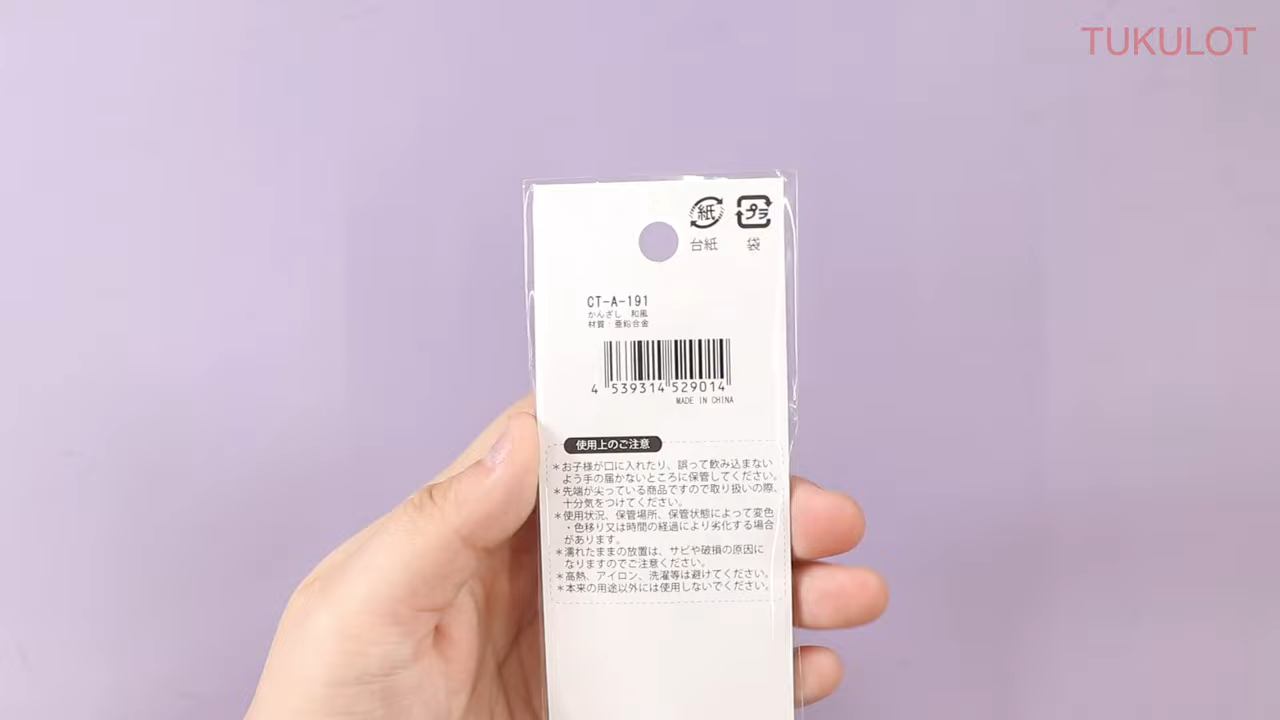 TUKULOT
紙 プラ
台紙 袋
CT-A-191
かんざし 和風
材質：亜鉛合金
4 539314 529014
MADE IN CHINA
使用上のご注意
＊お子様が口に入れたり、誤って飲み込まない
よう手の届かないところに保管してください。
＊先端が尖っている商品ですので取り扱いの際、
十分気をつけてください。
＊使用状況、保管場所、保管状態によって変色
・色移り又は時間の経過により劣化する場合
があります。
＊濡れたままの放置は、サビや破損の原因に
なりますのでご注意ください。
＊高熱、アイロン、洗濯等は避けてください。
＊本来の用途以外には使用しないでください。